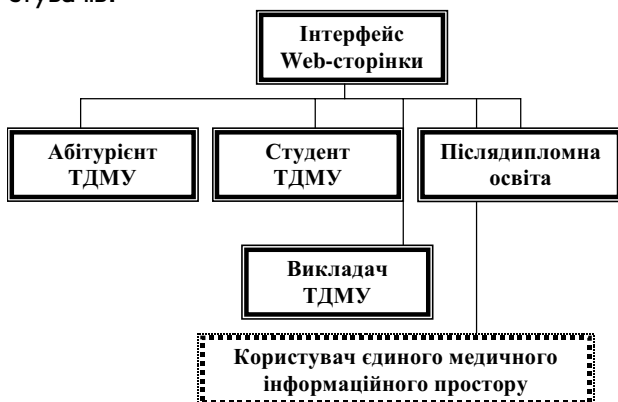 Інтерфейс
Web-сторінки
Абітурієнт
ТДМУ
Студент
ТДМУ
Післядипломна
освіта
Викладач
ТДМУ
Користувач єдиного медичного
інформаційного простору